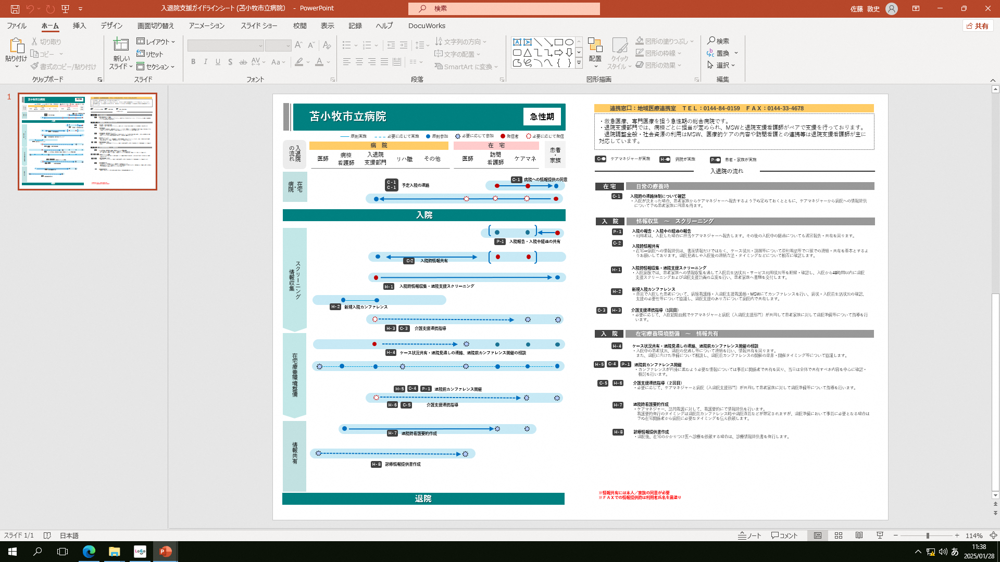 入退院支援ガイドラインシート (苫小牧市立病院) - PowerPoint
検索
佐藤 敦史
ファイル
ホーム
挿入
デザイン
画面切り替え
アニメーション
スライド ショー
校閲
表示
記録
ヘルプ
DocuWorks
共有
貼り付け
切り取り
コピー
書式のコピー/貼り付け
クリップボード
新しい
スライド
レイアウト
リセット
セクション
スライド
フォント
文字列の方向
文字の配置
SmartArt に変換
段落
配置
クイック
スタイル
図形の塗りつぶし
図形の枠線
図形の効果
図形描画
検索
置換
選択
編集
1
苫小牧市立病院
急性期
原則実施
必要に応じて実施
原則参加
必要に応じて参加
発信者
必要に応じて発信
入退院
の流れ
病 院
在 宅
患者
・
家族
医師
病棟
看護師
入退院
支援部門
リハ職
その他
医師
訪問
看護師
ケアマネ
在宅・
病院
C-1
C-1
予定入院の連絡
C-1 病院への情報提供の同意
入院
スクリーニング
情報収集
P-1 入院報告・入院中経過の共有
C-2 入院時情報共有
H-1 入院時情報収集・退院支援スクリーニング
H-2 新規入院カンファレンス
H-3 C-3 介護支援連携指導
在宅療養環境整備
H-4 ケース状況共有・退院見通しの連絡、退院前カンファレンス開催の相談
H-5 C-4 P-1 退院前カンファレンス開催
H-6 C-5 介護支援連携指導
情報共有
H-7 退院時看護要約作成
H-8 診療情報提供書作成
退院
連携窓口：地域医療連携室 ＴＥＬ：0144-84-0159 ＦＡＸ：0144-33-4678
・救急医療、専門医療を担う急性期の総合病院です。
・退院支援部門では、病棟ごとに担当が定められ、MSWと退院支援看護師がペアで支援を行っております。
退院調整全般・社会資源の利用はMSW、医療的ケアの内容や訪問看護との連携等は退院支援看護師が主に
対応しています。
C-● ケアマネジャーが実施
H-● 病院が実施
P-● 患者・家族が実施
入退院の流れ
在 宅
日常の療養時
C-1 入院時の連絡体制について確認
・入院が決まった場合、患者家族からケアマネジャーへ報告するよう予め定めておくとともに、ケアマネジャーから病院への情報提供
について予め患者家族に同意を得ます。
入 院
情報収集 ～ スクリーニング
P-1 入院の報告・入院中の経過の報告
・利用者は、入院した場合に担当ケアマネジャーへ報告します。その後の入院中の経過についても適宜報告・共有を図ります。
C-2 入院時情報共有
・在宅→病院への情報提供は、書面情報だけではなく、ケース状況・課題等について原則電話等で口頭での連絡・共有を基本とするよ
うお願いしております。退院見通しや入院後の連絡方法・タイミングなどについて相互に確認します。
H-1 入院時情報収集・退院支援スクリーニング
・入院病棟では、患者家族への情報収集を通して入院前生活状況・サービス利用状況等を把握・確認し、入院から48時間以内に退院
支援スクリーニングおよび退院支援計画の立案を行い、患者家族へ書類を交付します。
H-2 新規入院カンファレンス
・直近で入院した患者について、病棟看護師・入退院支援看護師・MSWにてカンファレンスを行い、病状・入院前生活状況の確認、
支援の必要性等について協議し、退院支援のあり方について病院内で共有します。
C-3 H-3 介護支援連携指導（1回目）
・必要に応じて、入院初期段階でケアマネジャーと病院（入退院支援部門）が共同して患者家族に対して退院準備等について指導を行
います。
入 院
在宅療養環境整備 ～ 情報共有
H-4 ケース状況共有・退院見通しの連絡、退院前カンファレンス開催の相談
・入院中の患者状況、退院の見通し等について連絡を行い、情報共有を図ります。
また、退院に向けた準備について相談し、退院前カンファレンスの開催の是非・開催タイミング等について協議します。
H-5 C-4 P-1 退院前カンファレンス開催
・カンファレンスが円滑に進むよう必要な情報については事前に関係者で共有を図り、当日は全体で共有すべき内容を中心に確認・
検討を行います。
C-5 H-6 介護支援連携指導（２回目）
・必要に応じて、ケアマネジャーと病院（入退院支援部門）が共同して患者家族に対して退院準備等について指導を行います。
H-7 退院時看護要約作成
・ケアマネジャー、訪問看護に対して、看護要約にて情報提供を行います。
看護要約発行のタイミングは退院前カンファレンス時や退院直前などが想定されますが、退院準備において事前に必要となる場合は
予め在宅関係者から病院に必要なタイミングを伝え依頼します。
H-8 診療情報提供書作成
・退院後、在宅のかかりつけ医へ診療を依頼する場合は、診療情報提供書を発行します。
※情報共有には本人／家族の同意が必要
※ＦＡＸでの情報提供時は利用者氏名を黒塗り
スライド 1/1
日本語
ノート
コメント
114%
LoGo
あ
11:38
2025/01/28